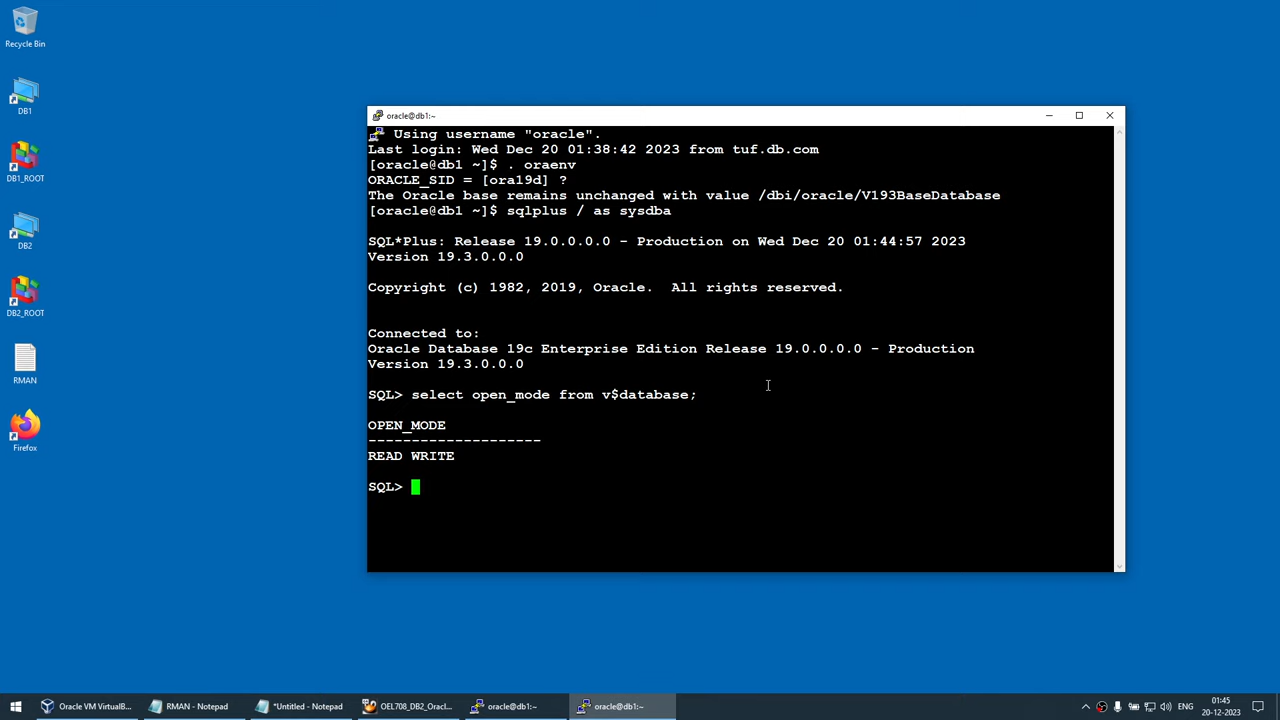 Recycle Bin
DB1
DB1_ROOT
DB2
DB2_ROOT
RMAN
Firefox
oracle@db1:~
Using username "oracle".
Last login: Wed Dec 20 01:38:42 2023 from tuf.db.com
[oracle@db1 ~]$ . oraenv
ORACLE_SID = [ora19d] ?
The Oracle base remains unchanged with value /dbi/oracle/V193BaseDatabase
[oracle@db1 ~]$ sqlplus / as sysdba
SQL*Plus: Release 19.0.0.0.0 - Production on Wed Dec 20 01:44:57 2023
Version 19.3.0.0.0
Copyright (c) 1982, 2019, Oracle.  All rights reserved.
Connected to:
Oracle Database 19c Enterprise Edition Release 19.0.0.0.0 - Production
Version 19.3.0.0.0
SQL> select open_mode from v$database;
OPEN_MODE
--------------------
READ WRITE
SQL>
Oracle VM VirtualB...
RMAN - Notepad
*Untitled - Notepad
OEL708_DB2_Oracl...
oracle@db1:~
oracle@db1:~
ENG
01:45
20-12-2023